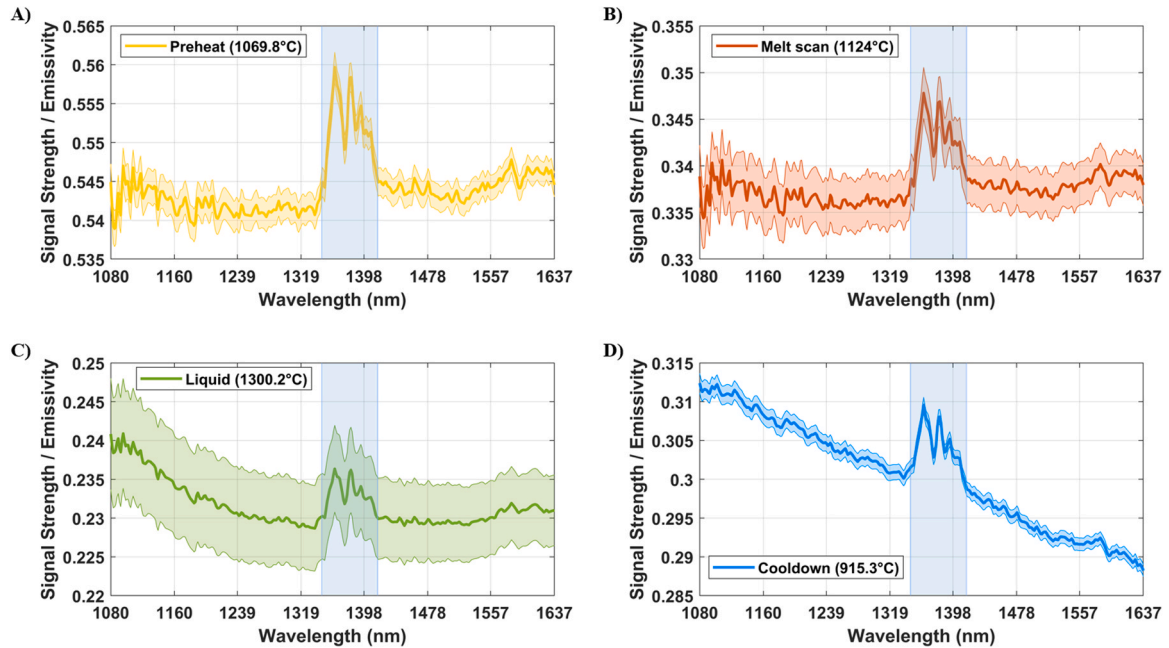 A)
Preheat (1069.8°C)
Signal Strength / Emissivity
0.565
0.56
0.555
0.55
0.545
0.54
0.535
1080 1160 1239 1319 1398 1478 1557 1637
Wavelength (nm)
B)
Melt scan (1124°C)
Signal Strength / Emissivity
0.355
0.35
0.345
0.34
0.335
0.33
1080 1160 1239 1319 1398 1478 1557 1637
Wavelength (nm)
C)
Liquid (1300.2°C)
Signal Strength / Emissivity
0.25
0.245
0.24
0.235
0.23
0.225
0.22
1080 1160 1239 1319 1398 1478 1557 1637
Wavelength (nm)
D)
Signal Strength / Emissivity
0.315
0.31
0.305
0.3
0.295
0.29
0.285
Cooldown (915.3°C)
1080 1160 1239 1319 1398 1478 1557 1637
Wavelength (nm)